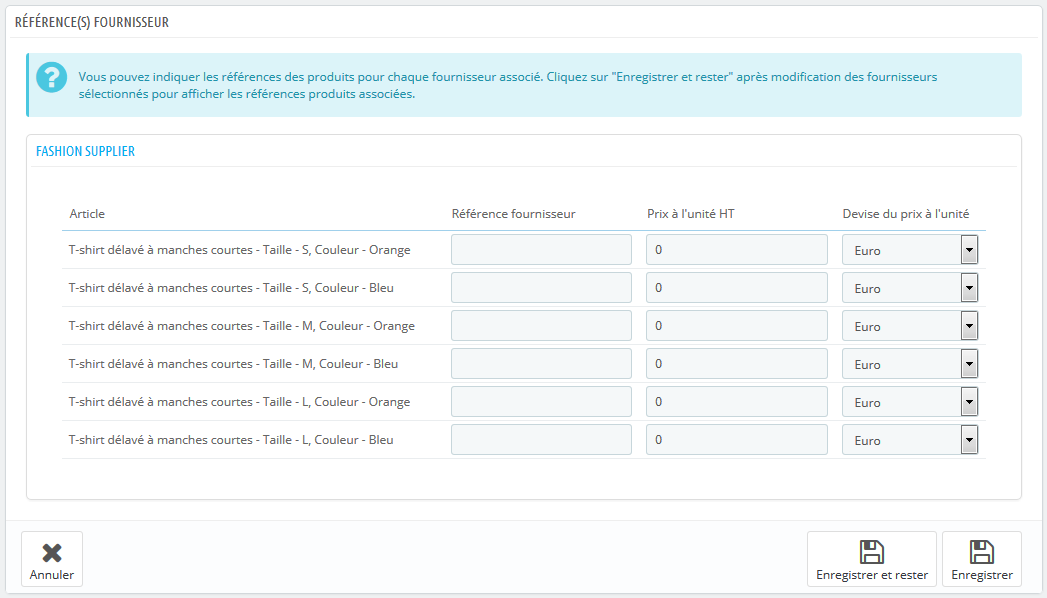 RÉFÉRENCE(S) FOURNISSEUR
?
Vous pouvez indiquer les références des produits pour chaque fournisseur associé. Cliquez sur "Enregistrer et rester" après modification des fournisseurs
sélectionnés pour afficher les références produits associées.
FASHION SUPPLIER
Article Référence fournisseur Prix à l'unité HT Devise du prix à l'unité
T-shirt délavé à manches courtes - Taille - S, Couleur - Orange 0 Euro
T-shirt délavé à manches courtes - Taille - S, Couleur - Bleu 0 Euro
T-shirt délavé à manches courtes - Taille - M, Couleur - Orange 0 Euro
T-shirt délavé à manches courtes - Taille - M, Couleur - Bleu 0 Euro
T-shirt délavé à manches courtes - Taille - L, Couleur - Orange 0 Euro
T-shirt délavé à manches courtes - Taille - L, Couleur - Bleu 0 Euro
Annuler Enregistrer et rester Enregistrer